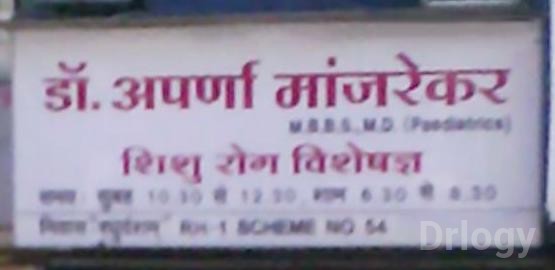 डॉ. अपर्णा मांजरेकर
M.B.B.S., M.D. (Paediatrics)
शिशु रोग विशेषज्ञ
समय : सुबह 10.30 से 12.30, शाम 6.30 से 8.30
निवास RH-1 SCHEME NO 54
Drlogy